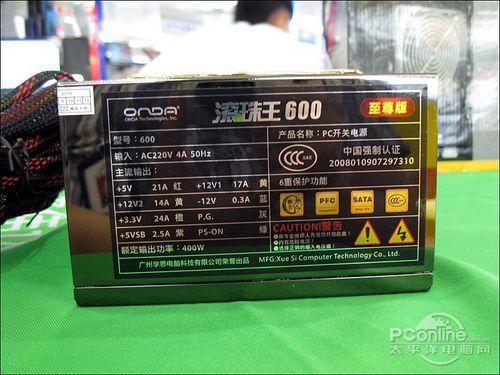 ONDA
ONDA Technologies, Inc.
滚珠王 600
至尊版
型号：600
输入：AC220V 4A 50Hz
主流输出：
+5V 21A 红 +12V1 17A 黄
+12V2 14A 黄 -12V 0.3A 蓝
+3.3V 24A 橙 P.G. 灰
+5VSB 2.5A 紫 PS-ON 绿
额定输出功率：400W
产品名称：PC开关电源
CCC
S&E
中国强制认证
2008010907297310
6重保护功能
PFC
SATA
CAUTION!警告
广州学思电脑科技有限公司荣誉出品
MFG:Xue Si Computer Technology Co., Ltd.
PConline
.com.cn
太平洋电脑网